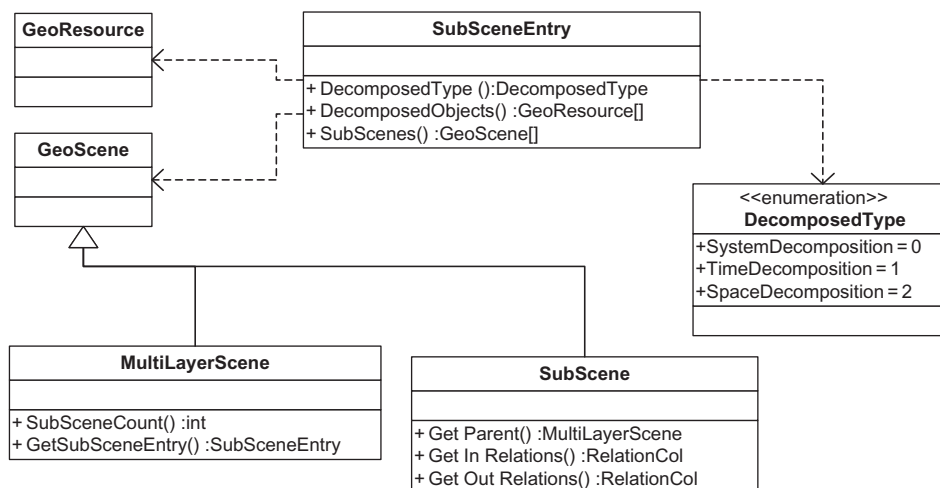 GeoResource
SubSceneEntry
+ DecomposedType ():DecomposedType
+ DecomposedObjects() :GeoResource[]
+ SubScenes() :GeoScene[]
GeoScene
<<enumeration>>
DecomposedType
+SystemDecomposition = 0
+TimeDecomposition = 1
+SpaceDecomposition = 2
MultiLayerScene
+ SubSceneCount() :int
+ GetSubSceneEntry() :SubSceneEntry
SubScene
+ Get Parent() :MultiLayerScene
+ Get In Relations() :RelationCol
+ Get Out Relations() :RelationCol